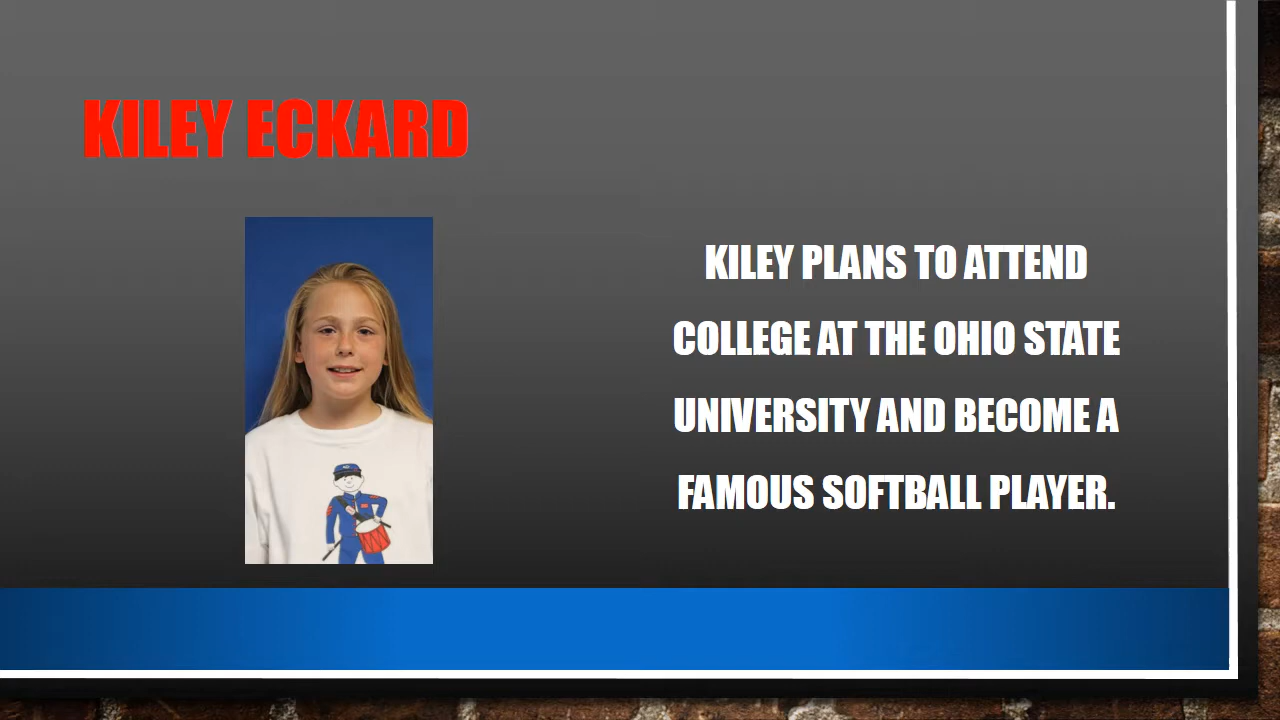 KILEY ECKARD
KILEY PLANS TO ATTEND
COLLEGE AT THE OHIO STATE
UNIVERSITY AND BECOME A
FAMOUS SOFTBALL PLAYER.